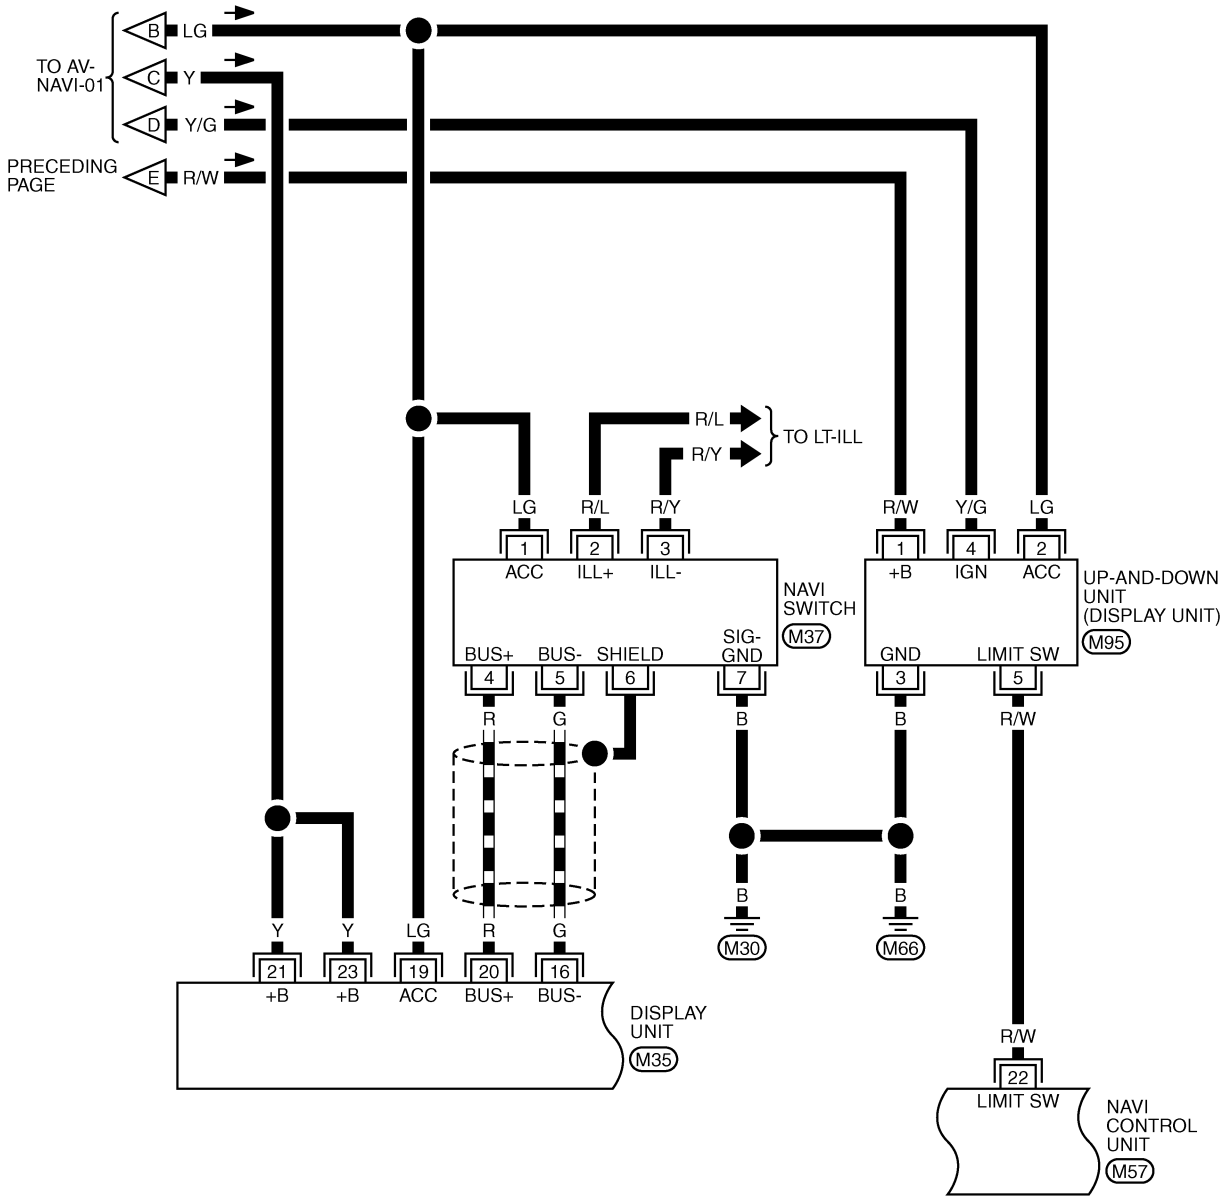 B LG
TO AV-
NAVI-01
C Y
D Y/G
PRECEDING
PAGE
E R/W
R/L
R/Y
TO LT-ILL
LG R/L R/Y R/W Y/G LG
1 2 3 1 4 2
ACC ILL+ ILL- +B IGN ACC
NAVI
SWITCH
M37
UP-AND-DOWN
UNIT
(DISPLAY UNIT)
M95
BUS+ BUS- SHIELD SIG-
GND
GND LIMIT SW
4 5 6 7 3 5
R G B B R/W
B B
M30 M66
Y Y LG R G
21 23 19 20 16
+B +B ACC BUS+ BUS-
DISPLAY
UNIT
M35
R/W
22
LIMIT SW
NAVI
CONTROL
UNIT
M57